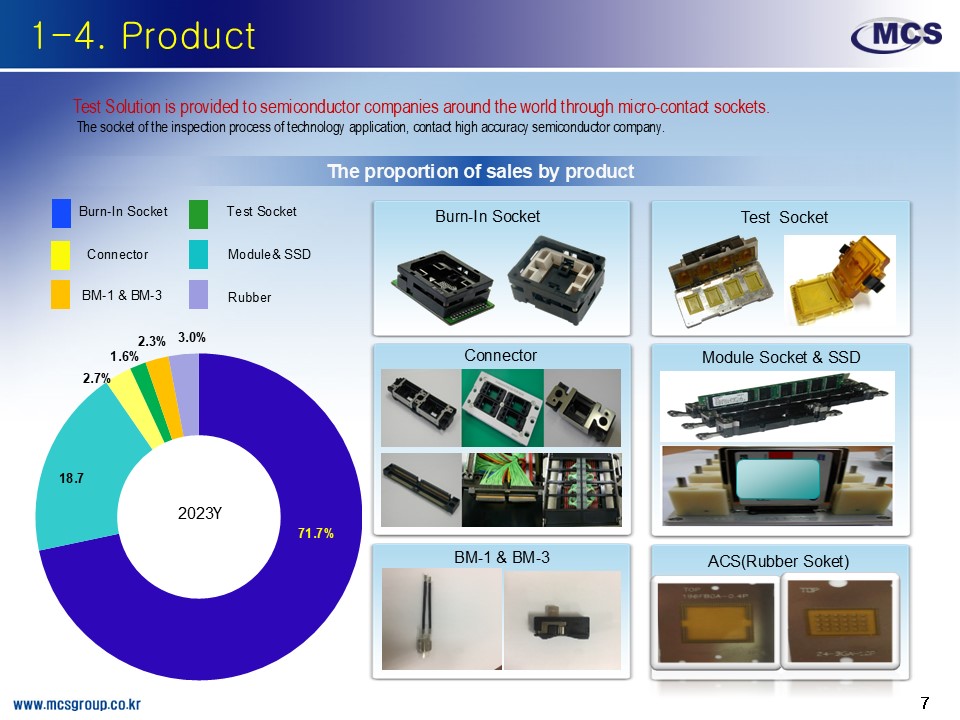 1-4. Product
MCS
Test Solution is provided to semiconductor companies around the world through micro-contact sockets.
The socket of the inspection process of technology application, contact high accuracy semiconductor company.
The proportion of sales by product
Burn-In Socket
Test Socket
Connector
Module & SSD
BM-1 & BM-3
Rubber
3.0%
2.3%
1.6%
2.7%
18.7
2023Y
71.7%
Burn-In Socket
Test Socket
Connector
Module Socket & SSD
BM-1 & BM-3
ACS(Rubber Soket)
TOP
TOP
www.mcsgroup.co.kr
7